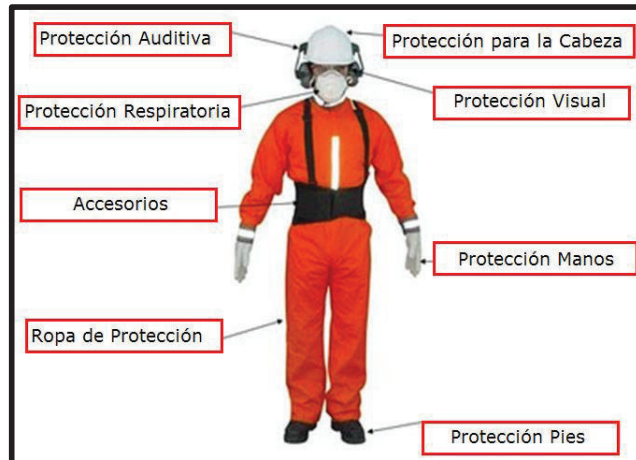 Protección Auditiva
Protección para la Cabeza
Protección Respiratoria
Protección Visual
Accesorios
Protección Manos
Ropa de Protección
Protección Pies